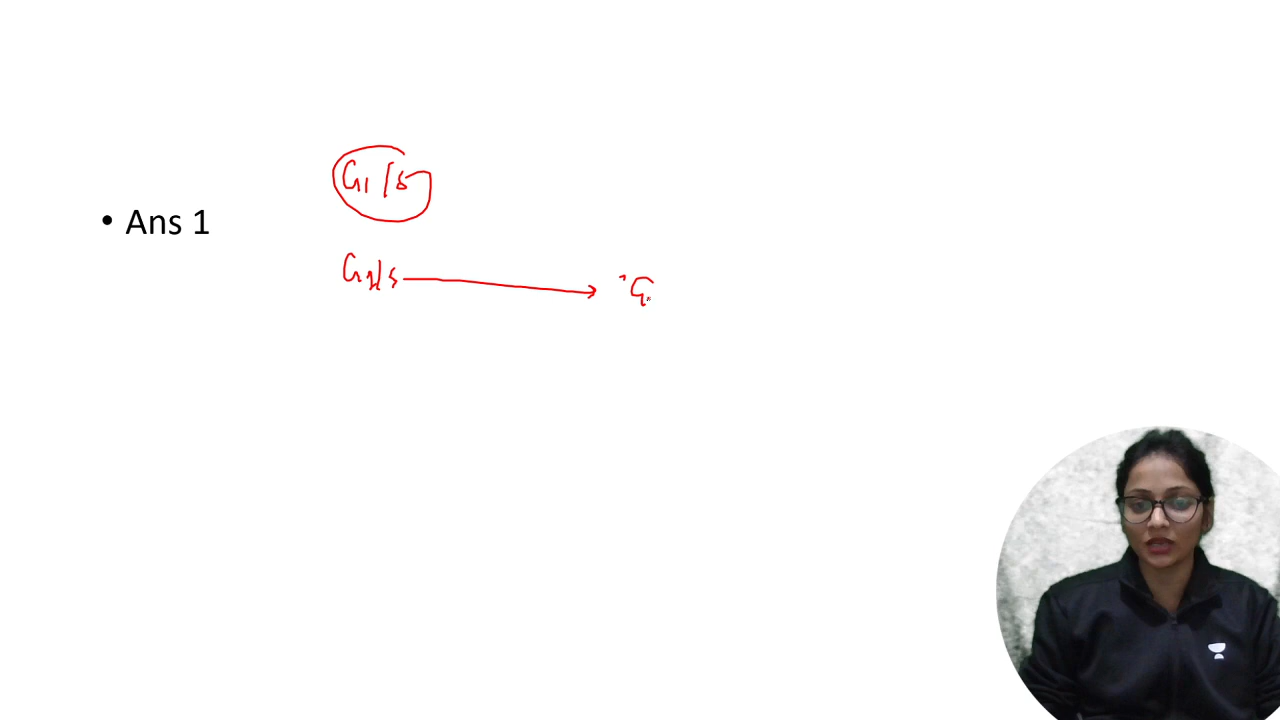 G1/S
• Ans 1
G2/S → G